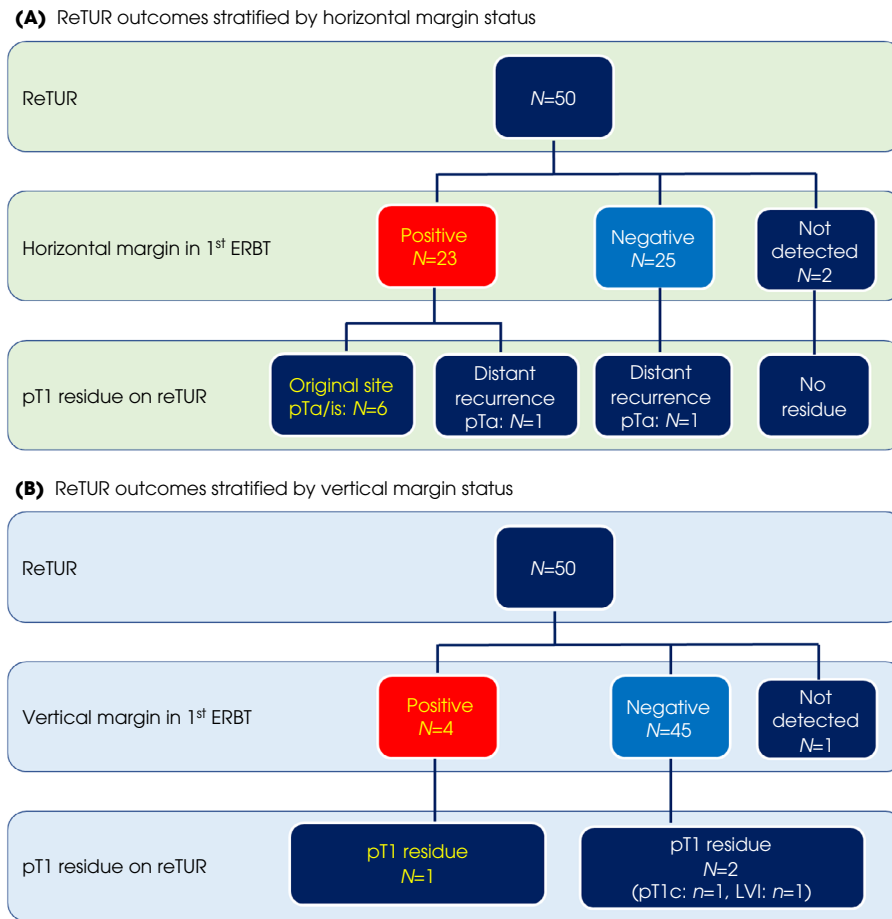 (A) ReTUR outcomes stratified by horizontal margin status
ReTUR
N=50
Horizontal margin in 1st ERBT
Positive
N=23
Negative
N=25
Not
detected
N=2
pT1 residue on reTUR
Original site
pTa/is: N=6
Distant
recurrence
pTa: N=1
Distant
recurrence
pTa: N=1
No
residue
(B) ReTUR outcomes stratified by vertical margin status
ReTUR
N=50
Vertical margin in 1st ERBT
Positive
N=4
Negative
N=45
Not
detected
N=1
pT1 residue on reTUR
pT1 residue
N=1
pT1 residue
N=2
(pT1c: n=1, LVI: n=1)